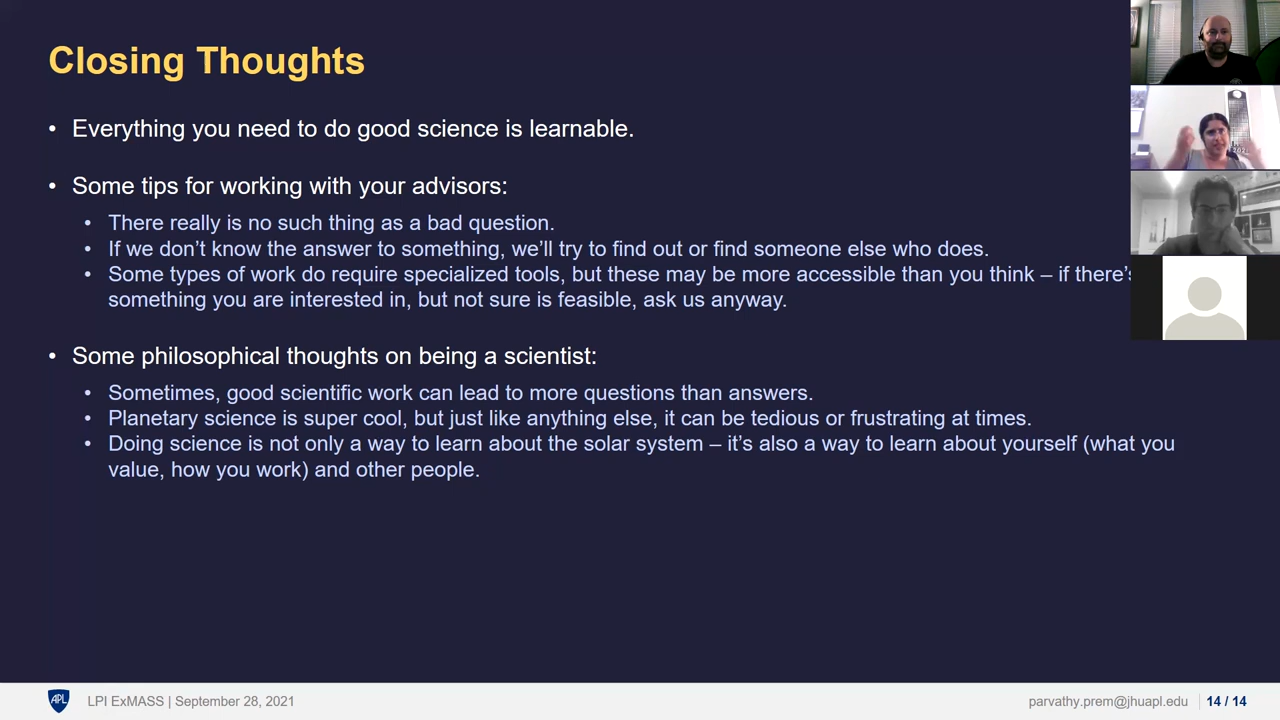 Closing Thoughts
• Everything you need to do good science is learnable.
• Some tips for working with your advisors:
• There really is no such thing as a bad question.
• If we don’t know the answer to something, we’ll try to find out or find someone else who does.
• Some types of work do require specialized tools, but these may be more accessible than you think – if there’s
something you are interested in, but not sure is feasible, ask us anyway.
• Some philosophical thoughts on being a scientist:
• Sometimes, good scientific work can lead to more questions than answers.
• Planetary science is super cool, but just like anything else, it can be tedious or frustrating at times.
• Doing science is not only a way to learn about the solar system – it’s also a way to learn about yourself (what you
value, how you work) and other people.
APL
LPI ExMASS | September 28, 2021
parvathy.prem@jhuapl.edu
14 / 14